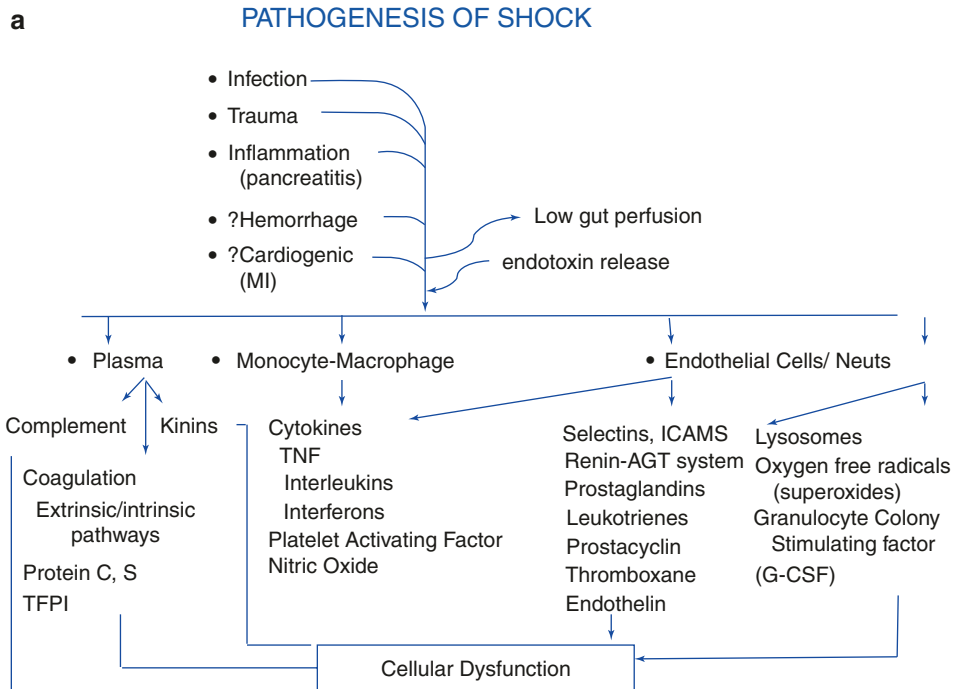 a
PATHOGENESIS OF SHOCK
• Infection
• Trauma
• Inflammation
(pancreatitis)
• ?Hemorrhage
• ?Cardiogenic
(MI)
Low gut perfusion
endotoxin release
• Plasma
• Monocyte-Macrophage
• Endothelial Cells/ Neuts
Complement
Kinins
Coagulation
Extrinsic/intrinsic
pathways
Protein C, S
TFPI
Cytokines
TNF
Interleukins
Interferons
Platelet Activating Factor
Nitric Oxide
Selectins, ICAMS
Renin-AGT system
Prostaglandins
Leukotrienes
Prostacyclin
Thromboxane
Endothelin
Lysosomes
Oxygen free radicals
(superoxides)
Granulocyte Colony
Stimulating factor
(G-CSF)
Cellular Dysfunction